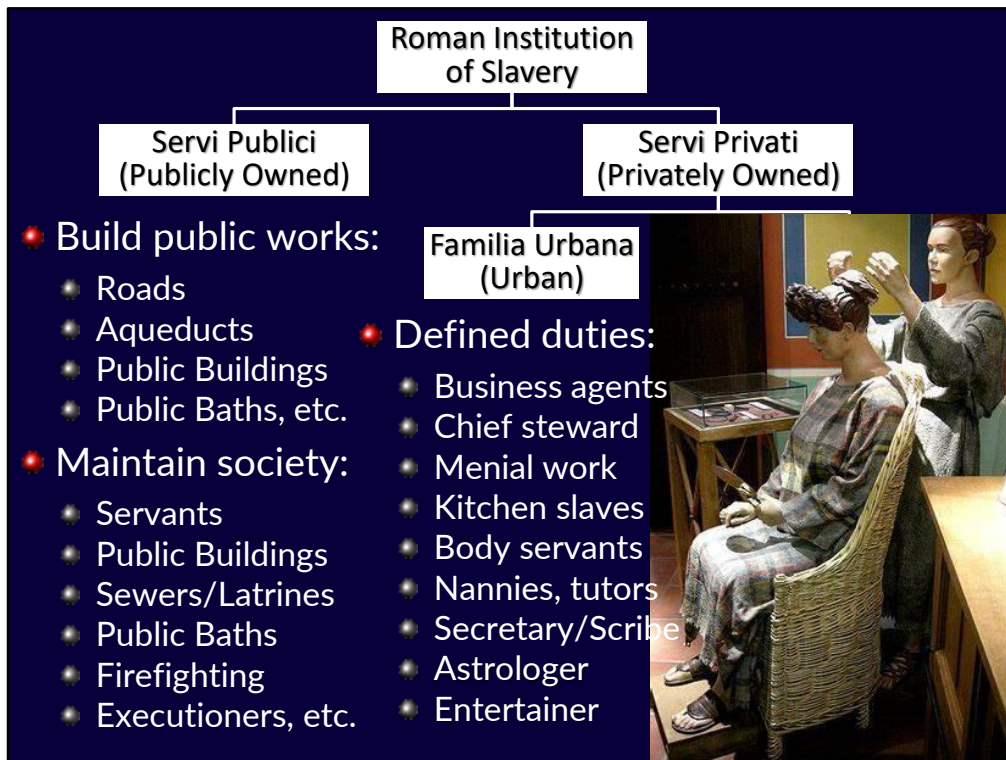 Roman Institution
of Slavery
Servi Publici
(Publicly Owned)
Servi Privati
(Privately Owned)
Build public works:
Roads
Aqueducts
Public Buildings
Public Baths, etc.
Maintain society:
Servants
Public Buildings
Sewers/Latrines
Public Baths
Firefighting
Executioners, etc.
Familia Urbana
(Urban)
Defined duties:
Business agents
Chief steward
Menial work
Kitchen slaves
Body servants
Nannies, tutors
Secretary/Scribe
Astrologer
Entertainer